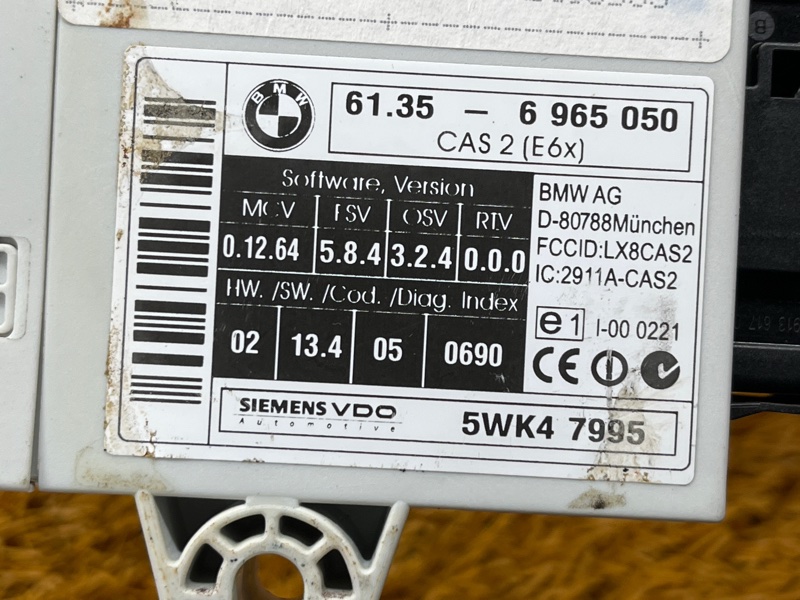 BMW
61.35 - 6 965 050
CAS 2 (E6x)
Software, Version
MCV FSV OSV RTV
0.12.64 5.8.4 3.2.4 0.0.0
HW. /SW. /Cod. /Diag. Index
02 13.4 05 0690
BMW AG
D-80788München
FCCID:LX8CAS2
IC:2911A-CAS2
e1 I-00 0221
CE
SIEMENS VDO
Automotive
5WK4 7995